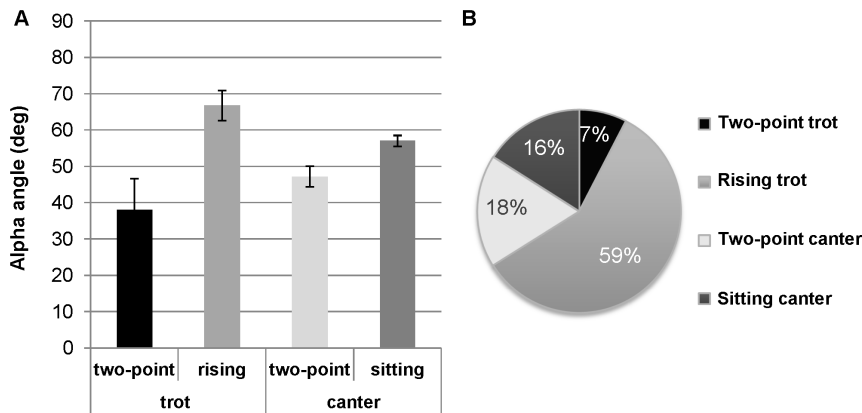 A
Alpha angle (deg)
90
80
70
60
50
40
30
20
10
0
two-point rising two-point sitting
trot canter
B
7%
16%
18%
59%
Two-point trot
Rising trot
Two-point canter
Sitting canter